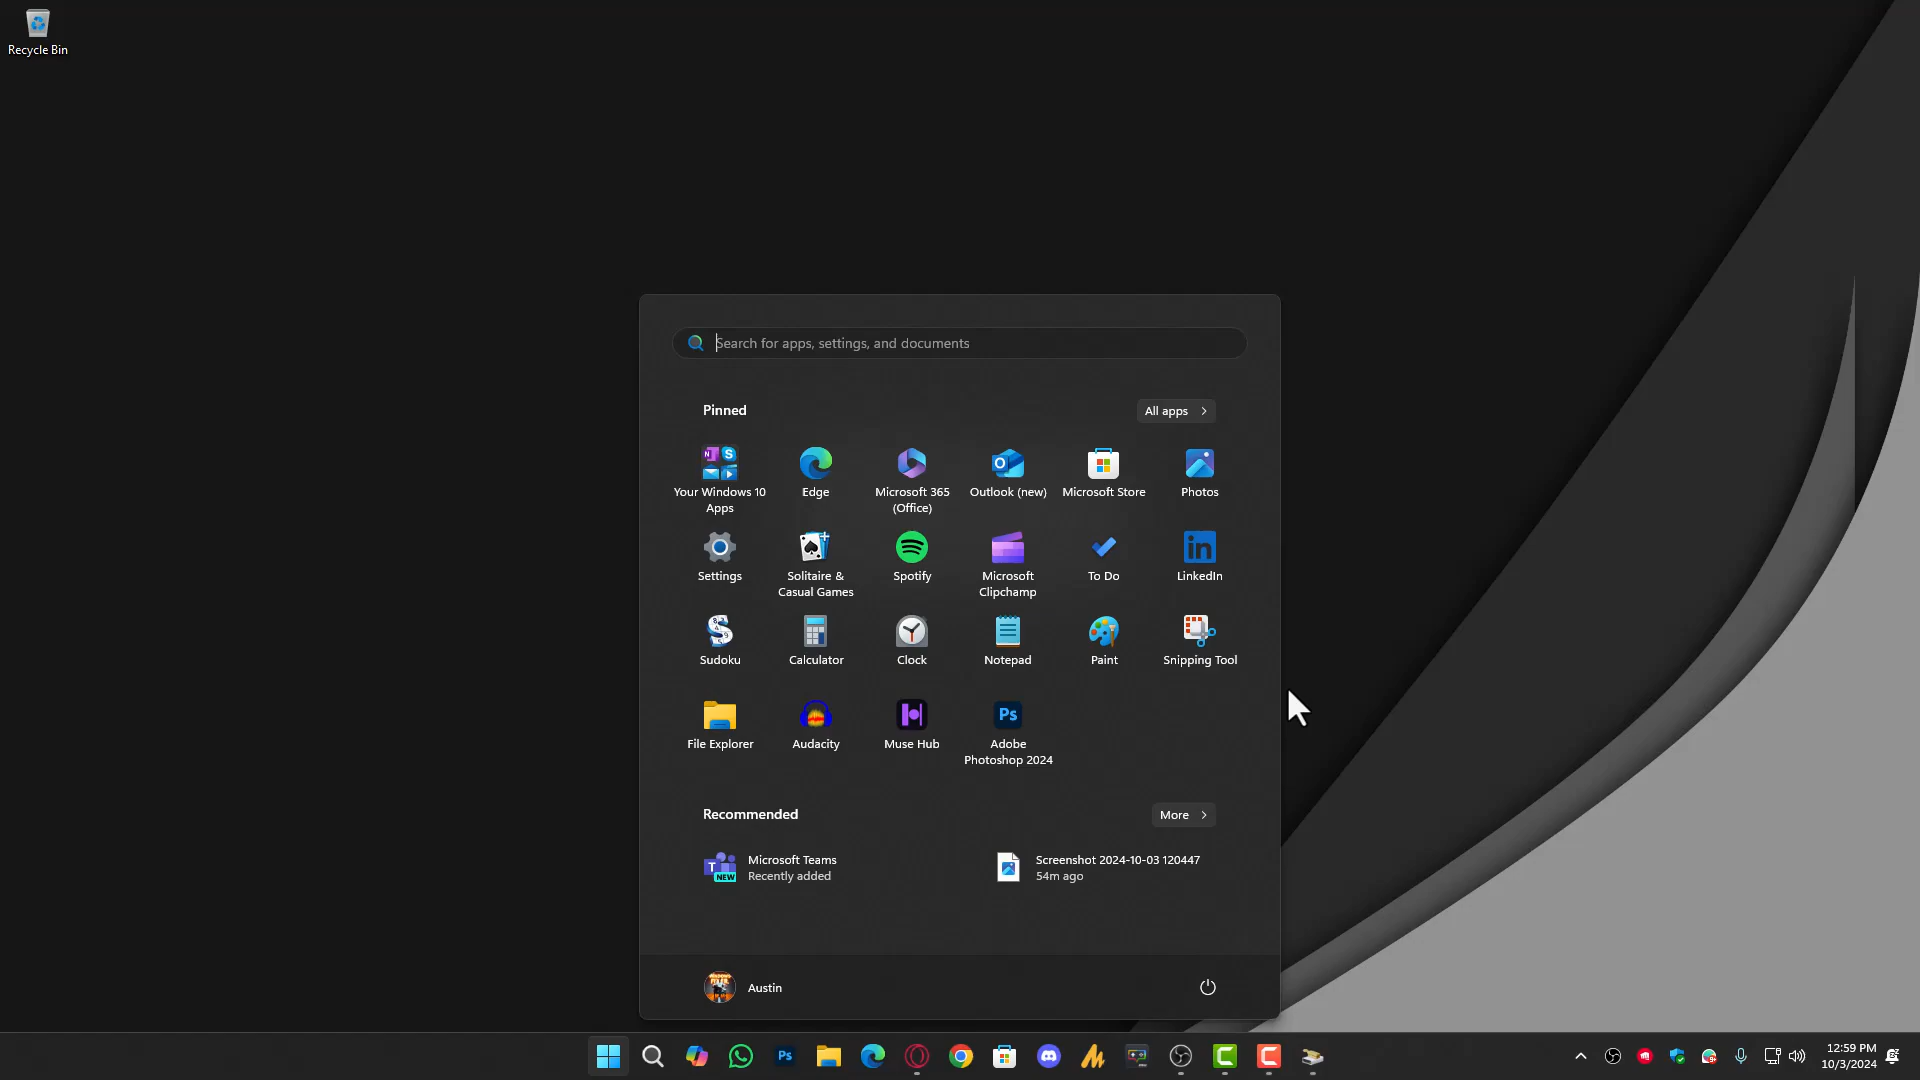 Recycle Bin
Search for apps, settings, and documents
Pinned
All apps
Your Windows 10
Apps
Edge
Microsoft 365
(Office)
Outlook (new)
Microsoft Store
Photos
Settings
Solitaire &
Casual Games
Spotify
Microsoft
Clipchamp
To Do
LinkedIn
Sudoku
Calculator
Clock
Notepad
Paint
Snipping Tool
File Explorer
Audacity
Muse Hub
Ps
Adobe
Photoshop 2024
Recommended
More
Microsoft Teams
Recently added
NEW
Screenshot 2024-10-03 120447
54m ago
Austin
Ps
12:59 PM
10/3/2024